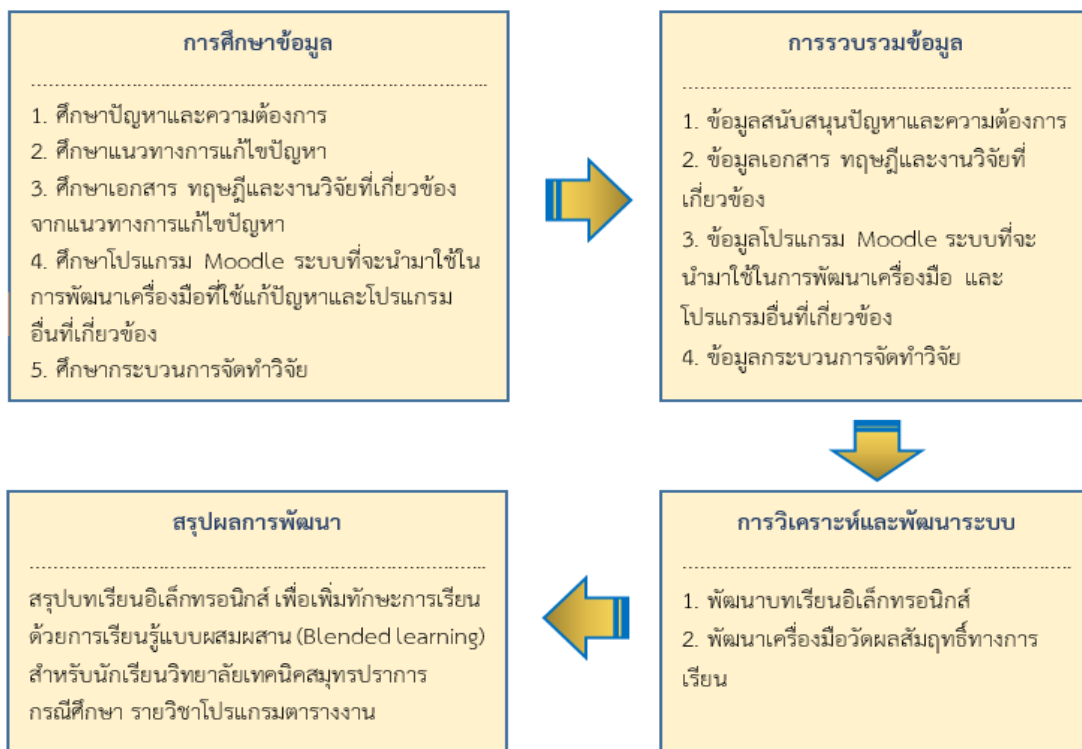 การศึกษาข้อมูล
1. ศึกษาปัญหาและความต้องการ
2. ศึกษาแนวทางการแก้ไขปัญหา
3. ศึกษาเอกสาร ทฤษฎีและงานวิจัยที่เกี่ยวข้อง
จากแนวทางการแก้ไขปัญหา
4. ศึกษาโปรแกรม Moodle ระบบที่จะนำมาใช้ใน
การพัฒนาเครื่องมือที่ใช้แก้ปัญหาและโปรแกรม
อื่นที่เกี่ยวข้อง
5. ศึกษากระบวนการจัดทำวิจัย
การรวบรวมข้อมูล
1. ข้อมูลสนับสนุนปัญหาและความต้องการ
2. ข้อมูลเอกสาร ทฤษฎีและงานวิจัยที่
เกี่ยวข้อง
3. ข้อมูลโปรแกรม Moodle ระบบที่จะ
นำมาใช้ในการพัฒนาเครื่องมือ และ
โปรแกรมอื่นที่เกี่ยวข้อง
4. ข้อมูลกระบวนการจัดทำวิจัย
การวิเคราะห์และพัฒนาระบบ
1. พัฒนาบทเรียนอิเล็กทรอนิกส์
2. พัฒนาเครื่องมือวัดผลสัมฤทธิ์ทางการ
เรียน
สรุปผลการพัฒนา
สรุปบทเรียนอิเล็กทรอนิกส์ เพื่อเพิ่มทักษะการเรียน
ด้วยการเรียนรู้แบบผสมผสาน (Blended learning)
สำหรับนักเรียนวิทยาลัยเทคนิคสมุทรปราการ
กรณีศึกษา รายวิชาโปรแกรมตารางงาน